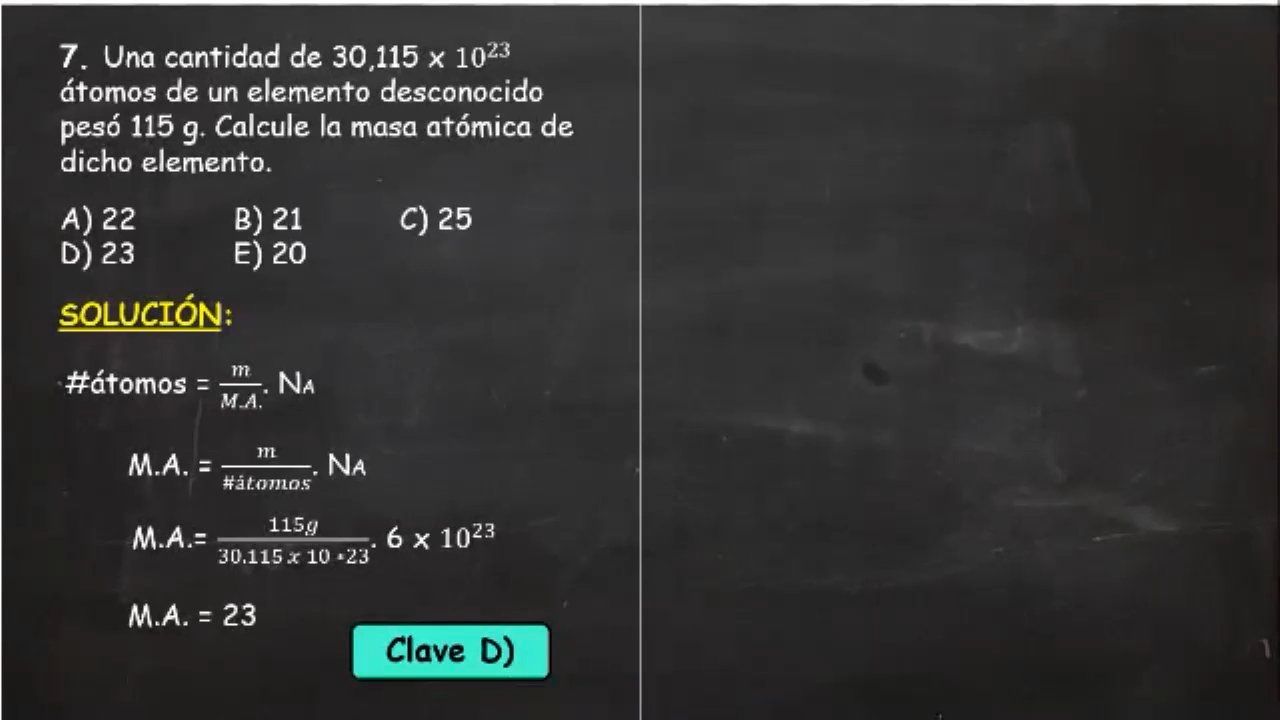 7. Una cantidad de 30,115 x 10²³
átomos de un elemento desconocido
pesó 115 g. Calcule la masa atómica de
dicho elemento.
A) 22 B) 21 C) 25
D) 23 E) 20
SOLUCIÓN:
#átomos = m/M.A. . NA
M.A. = m/#átomos . NA
M.A.= 115g/30.115 x 10 •23 . 6 x 10²³
M.A. = 23
Clave D)